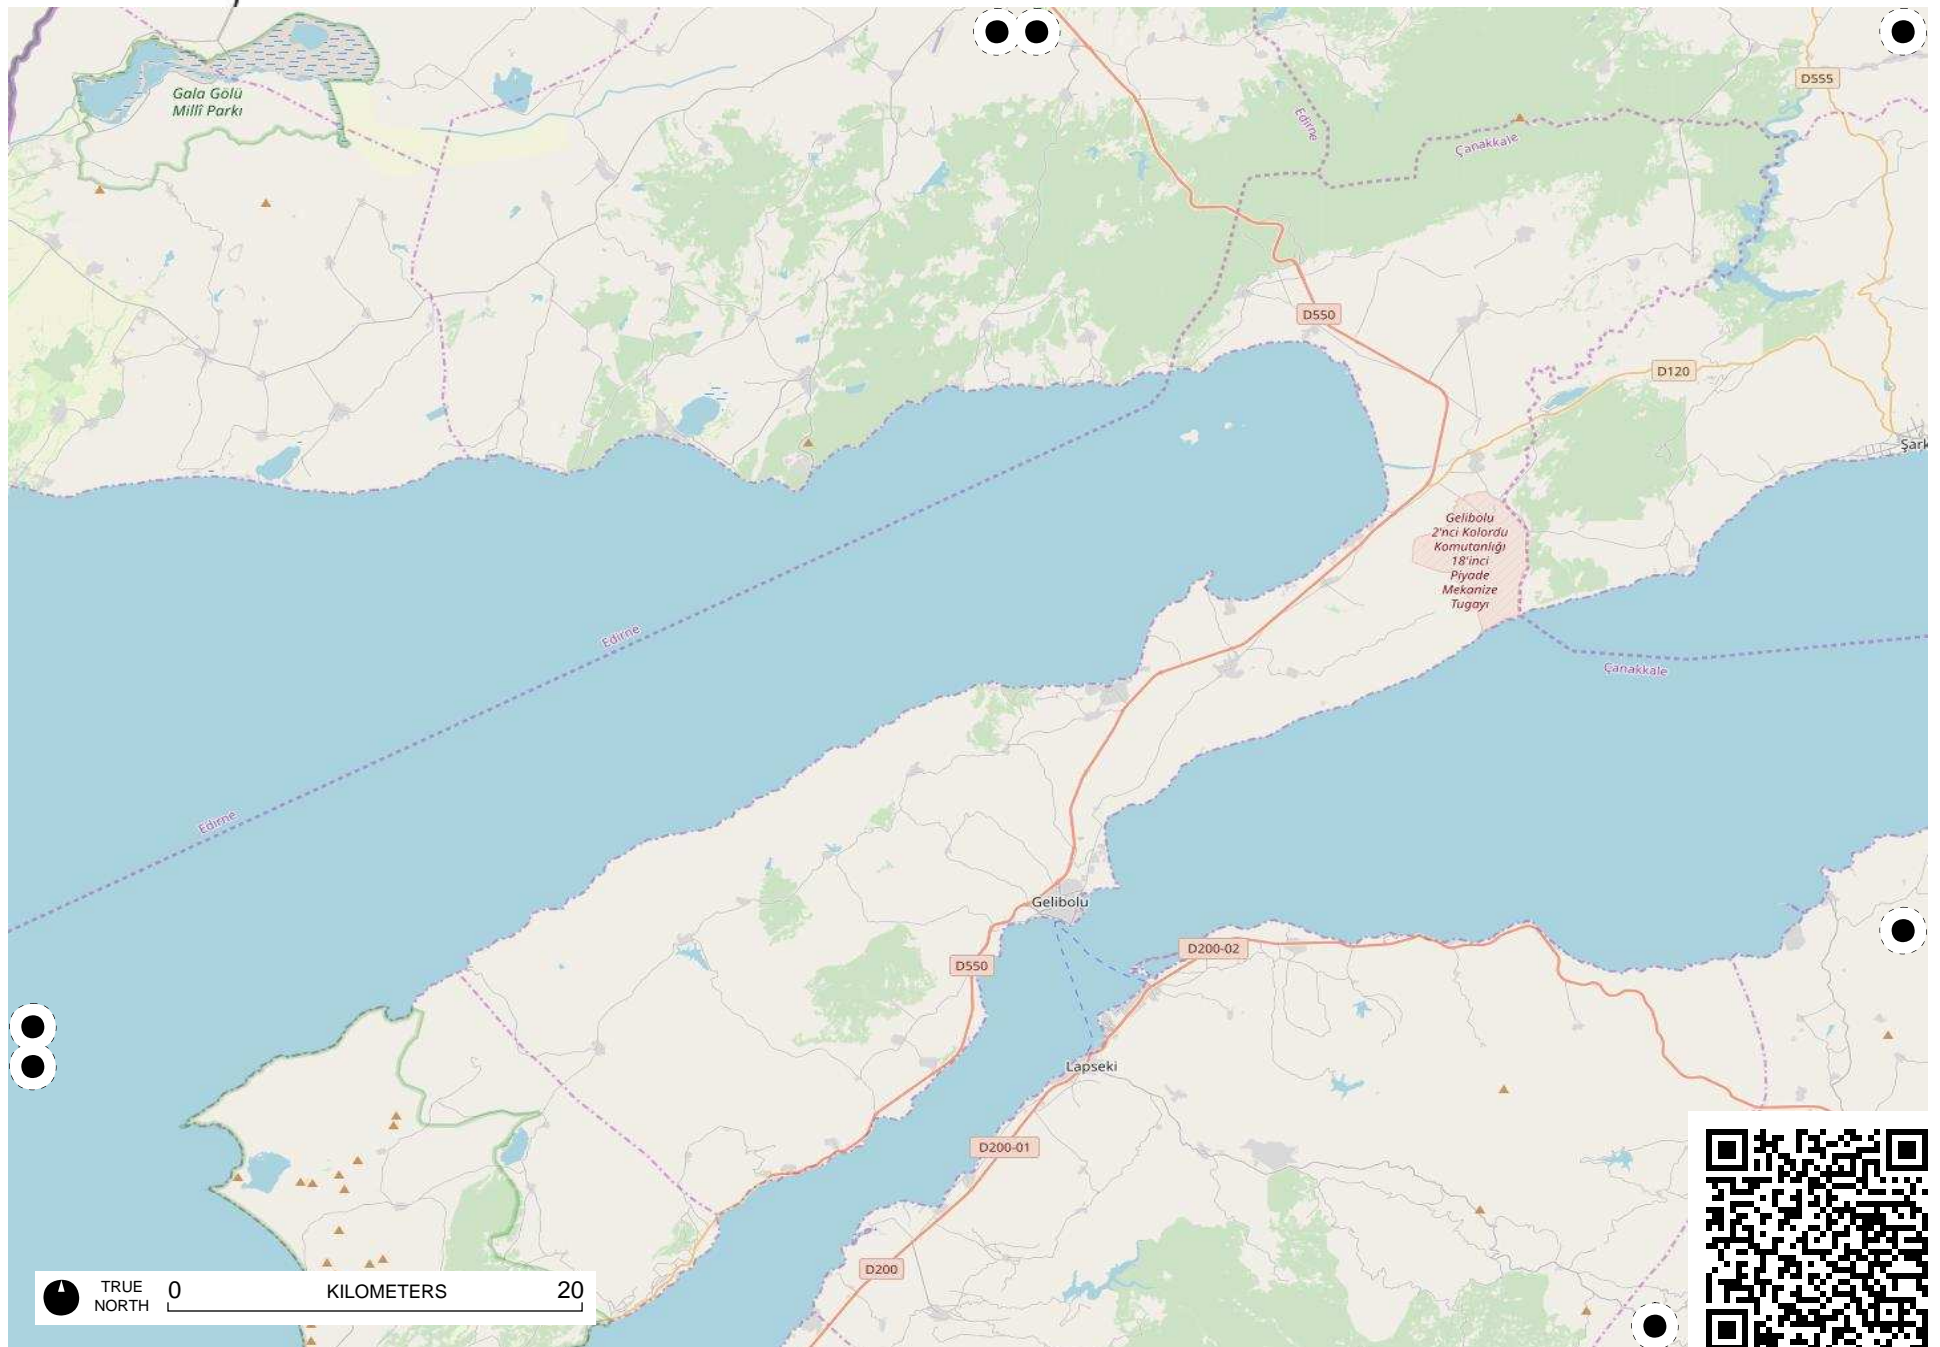 Gala Gölü
Millî Parkı
D555
Edirne
Çanakkale
D550
D120
Şark
Gelibolu
2'nci Kolordu
Komutanlığı
18'inci
Piyade
Mekanize
Tugayı
Edirne
Çanakkale
Edirne
Gelibolu
D200-02
D550
Lapseki
D200-01
D200
TRUE
NORTH
0 KILOMETERS 20